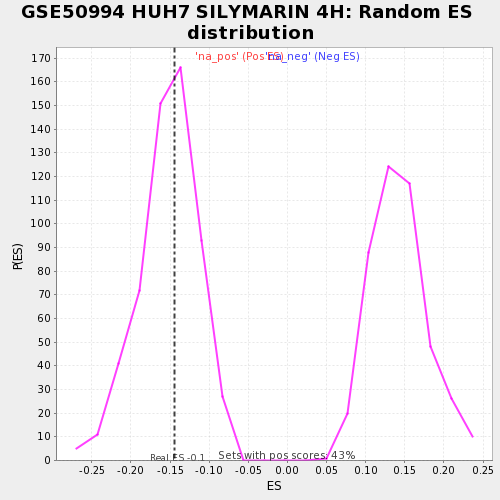 GSE50994 HUH7 SILYMARIN 4H: Random ES
distribution
'na_pos' (Pos ES) 'na_neg' (Neg ES)
170
160
150
140
130
120
110
100
90
80
70
60
50
40
30
20
10
0
P(ES)
Real ES -0.1
Sets with pos scores: 43%
-0.25 -0.20 -0.15 -0.10 -0.05 0.00 0.05 0.10 0.15 0.20 0.25
ES